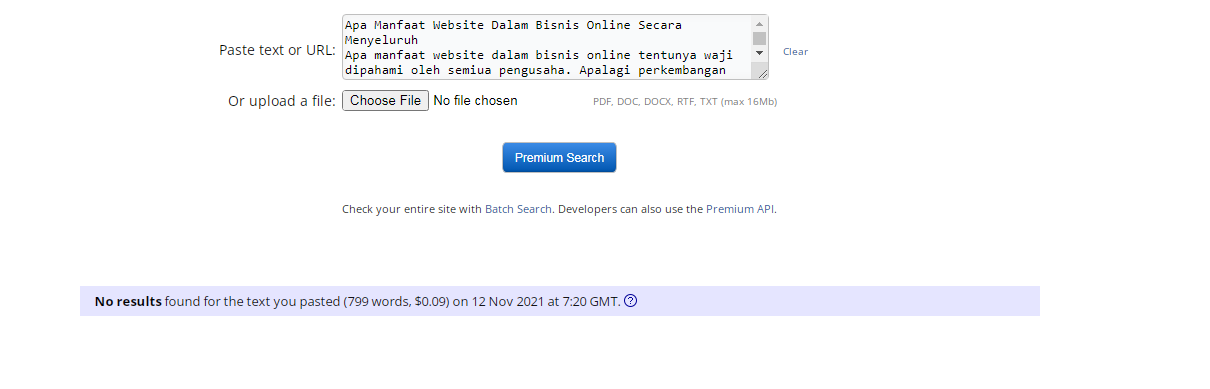 Paste text or URL:
Apa Manfaat Website Dalam Bisnis Online Secara
Menyeluruh
Apa manfaat website dalam bisnis online tentunya waji
dipahami oleh semiua pengusaha. Apalagi perkembangan
Clear
Or upload a file: Choose File No file chosen PDF, DOC, DOCX, RTF, TXT (max 16Mb)
Premium Search
Check your entire site with Batch Search. Developers can also use the Premium API.
No results found for the text you pasted (799 words, $0.09) on 12 Nov 2021 at 7:20 GMT. ?